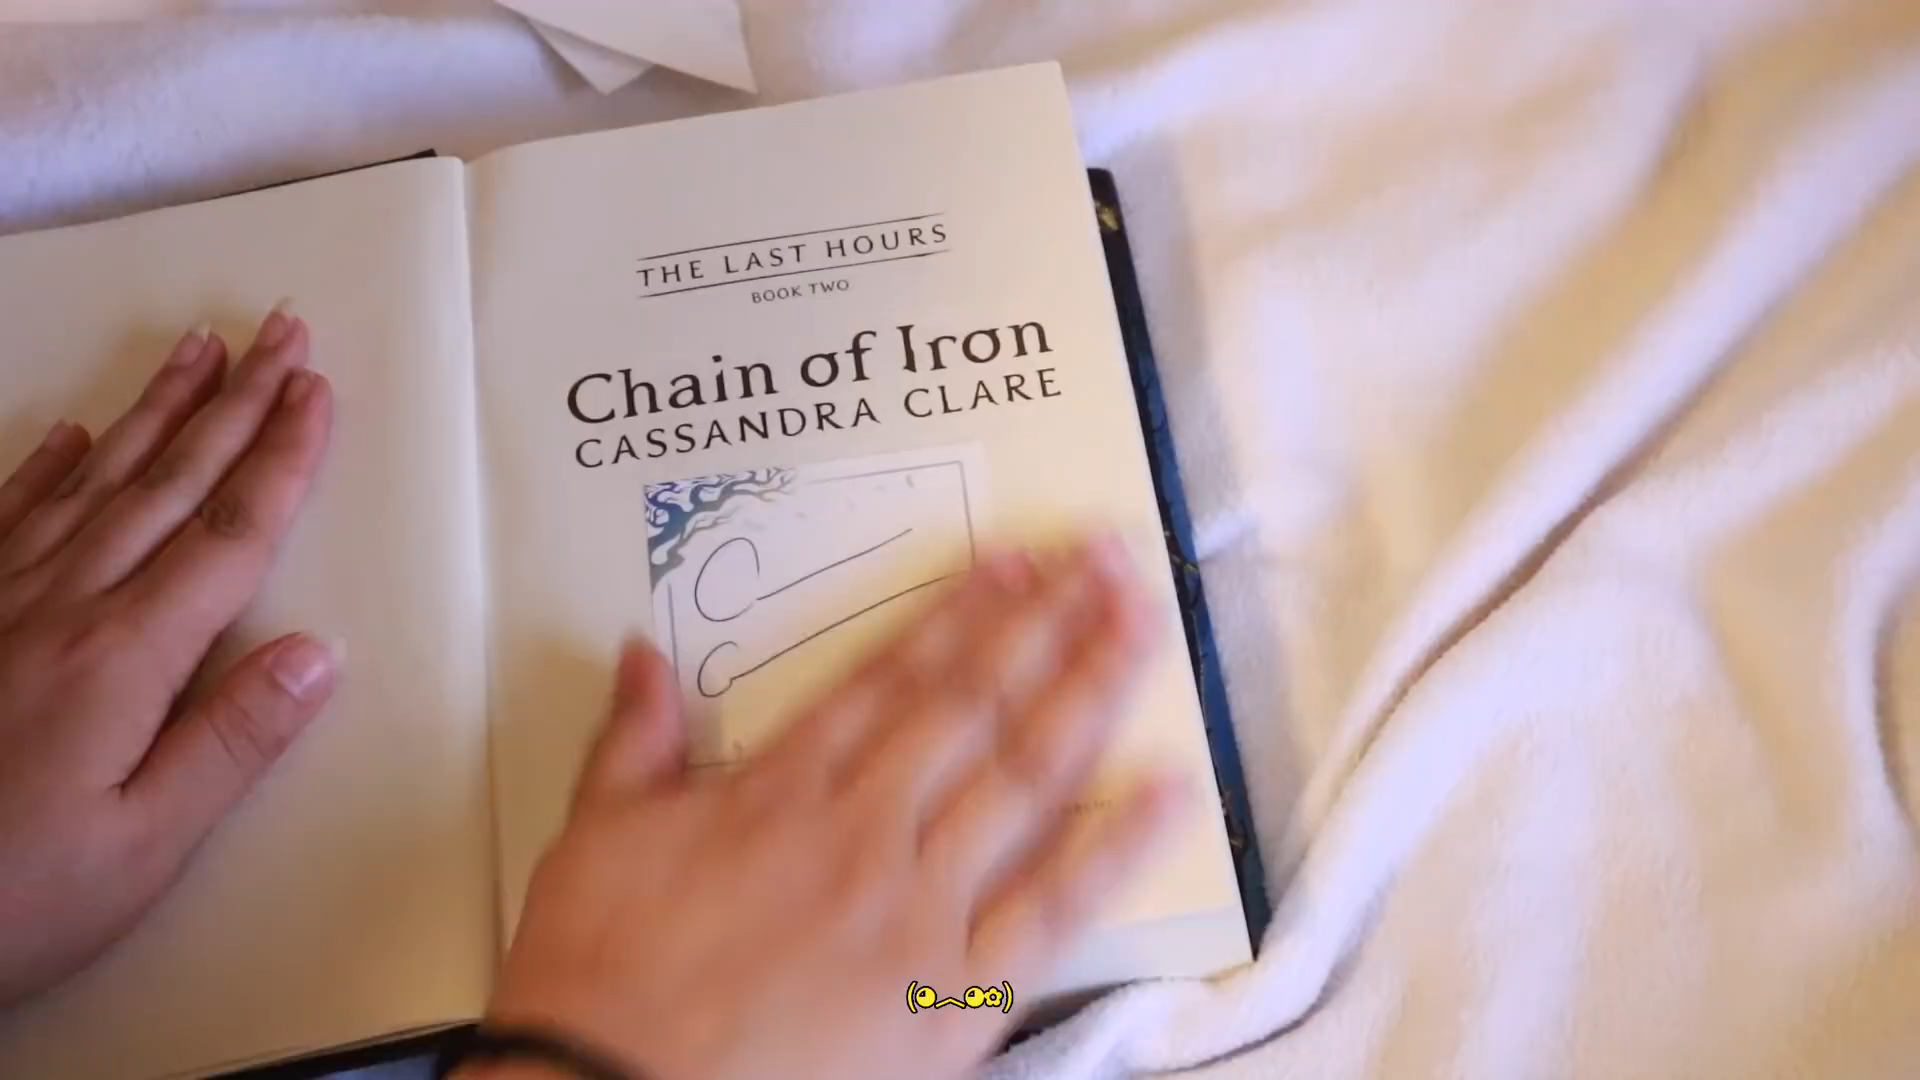 THE LAST HOURS
BOOK TWO
Chain of Iron
CASSANDRA CLARE